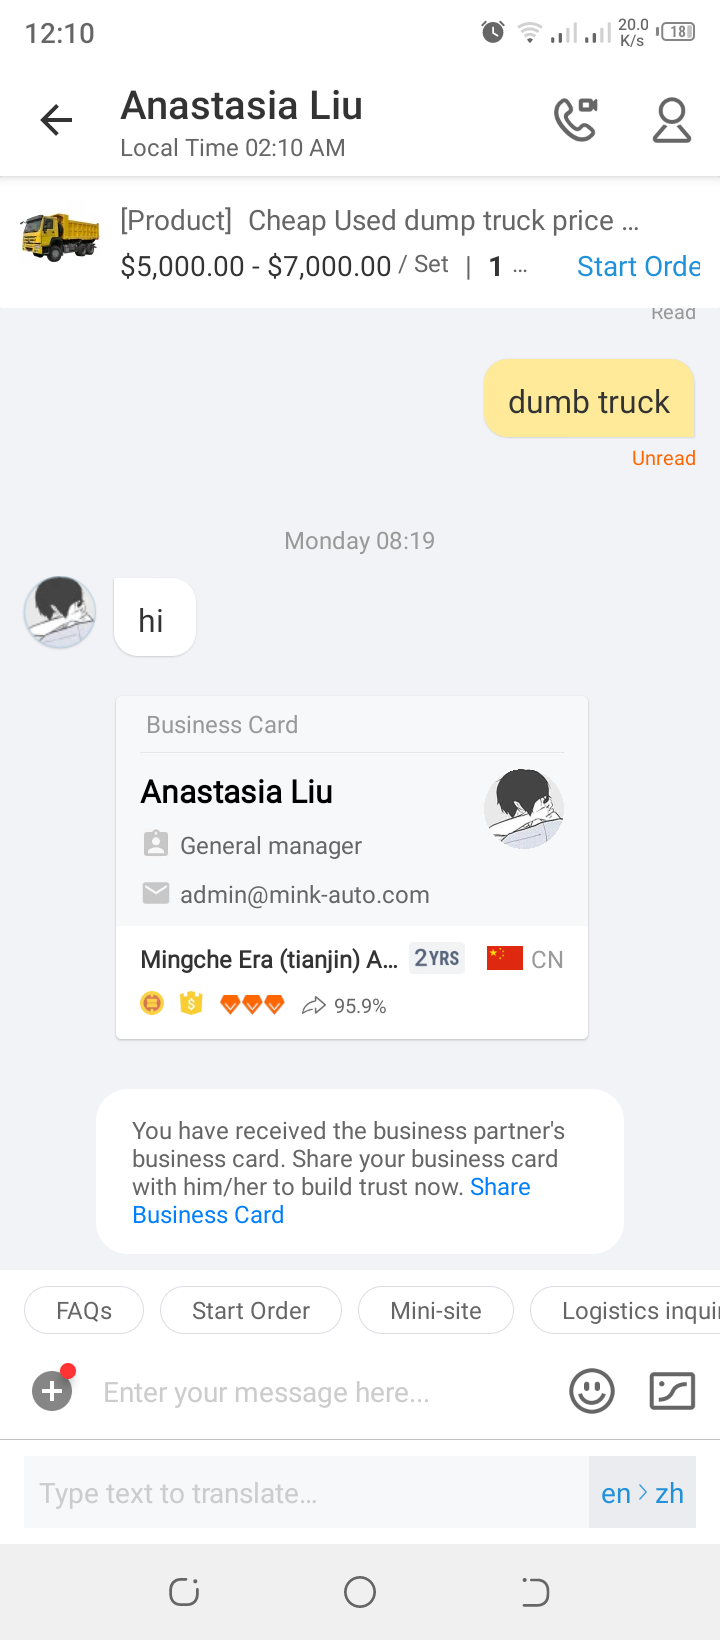 12:10
20.0
K/s
18
Anastasia Liu
Local Time 02:10 AM
[Product] Cheap Used dump truck price ...
$5,000.00 - $7,000.00 / Set | 1 ... Start Orde
Read
dumb truck
Unread
Monday 08:19
hi
Business Card
Anastasia Liu
General manager
admin@mink-auto.com
Mingche Era (tianjin) A... 2YRS CN
95.9%
You have received the business partner's
business card. Share your business card
with him/her to build trust now. Share
Business Card
FAQs Start Order Mini-site Logistics inqui
Enter your message here...
Type text to translate... en > zh